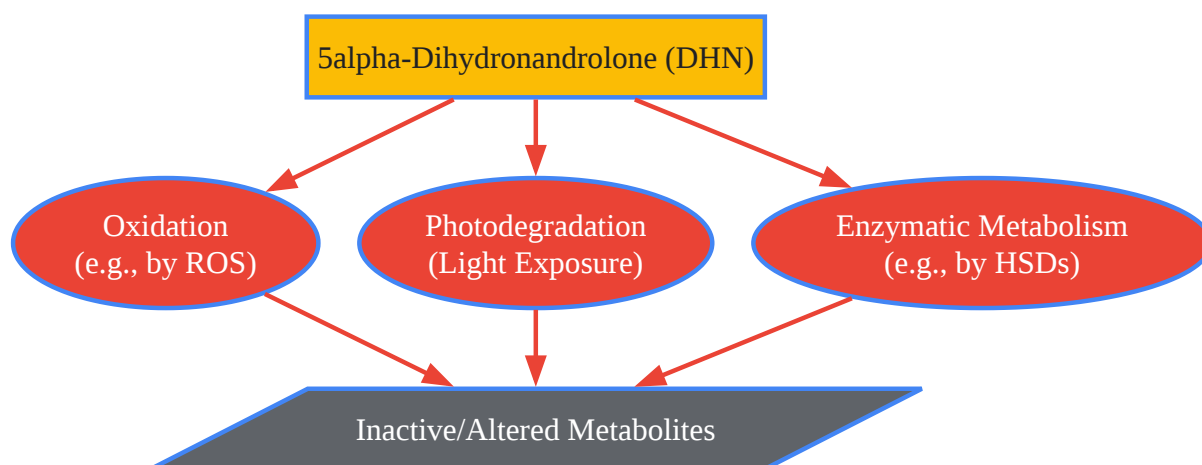 5alpha-Dihydronandrolone (DHN)
Oxidation
(e.g., by ROS)
Photodegradation
(Light Exposure)
Enzymatic Metabolism
(e.g., by HSDs)
Inactive/Altered Metabolites